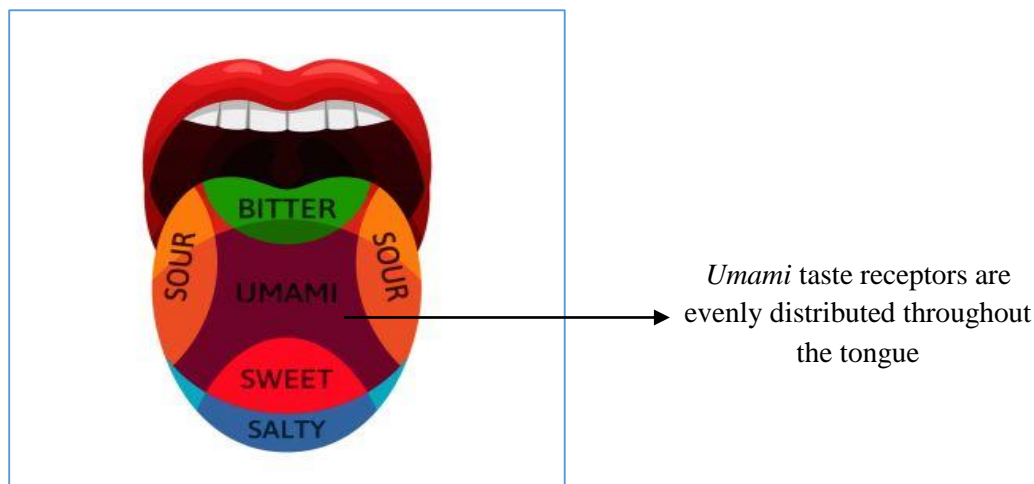 BITTER
SOUR
SOUR
UMAMI
SWEET
SALTY
Umami taste receptors are
evenly distributed throughout
the tongue